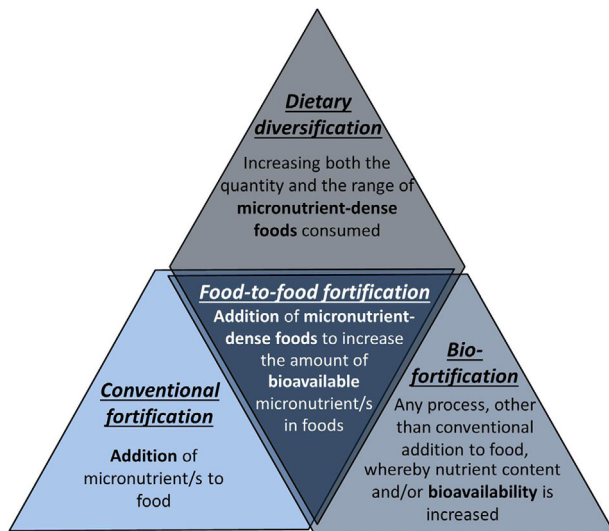 Dietary
diversification
Increasing both the
quantity and the range of
micronutrient-dense
foods consumed
Food-to-food fortification
Addition of micronutrient-
dense foods to increase
the amount of
bioavailable
micronutrient/s
in foods
Conventional
fortification
Addition of
micronutrient/s to
food
Bio-
fortification
Any process, other
than conventional
addition to food,
whereby nutrient content
and/or bioavailability is
increased